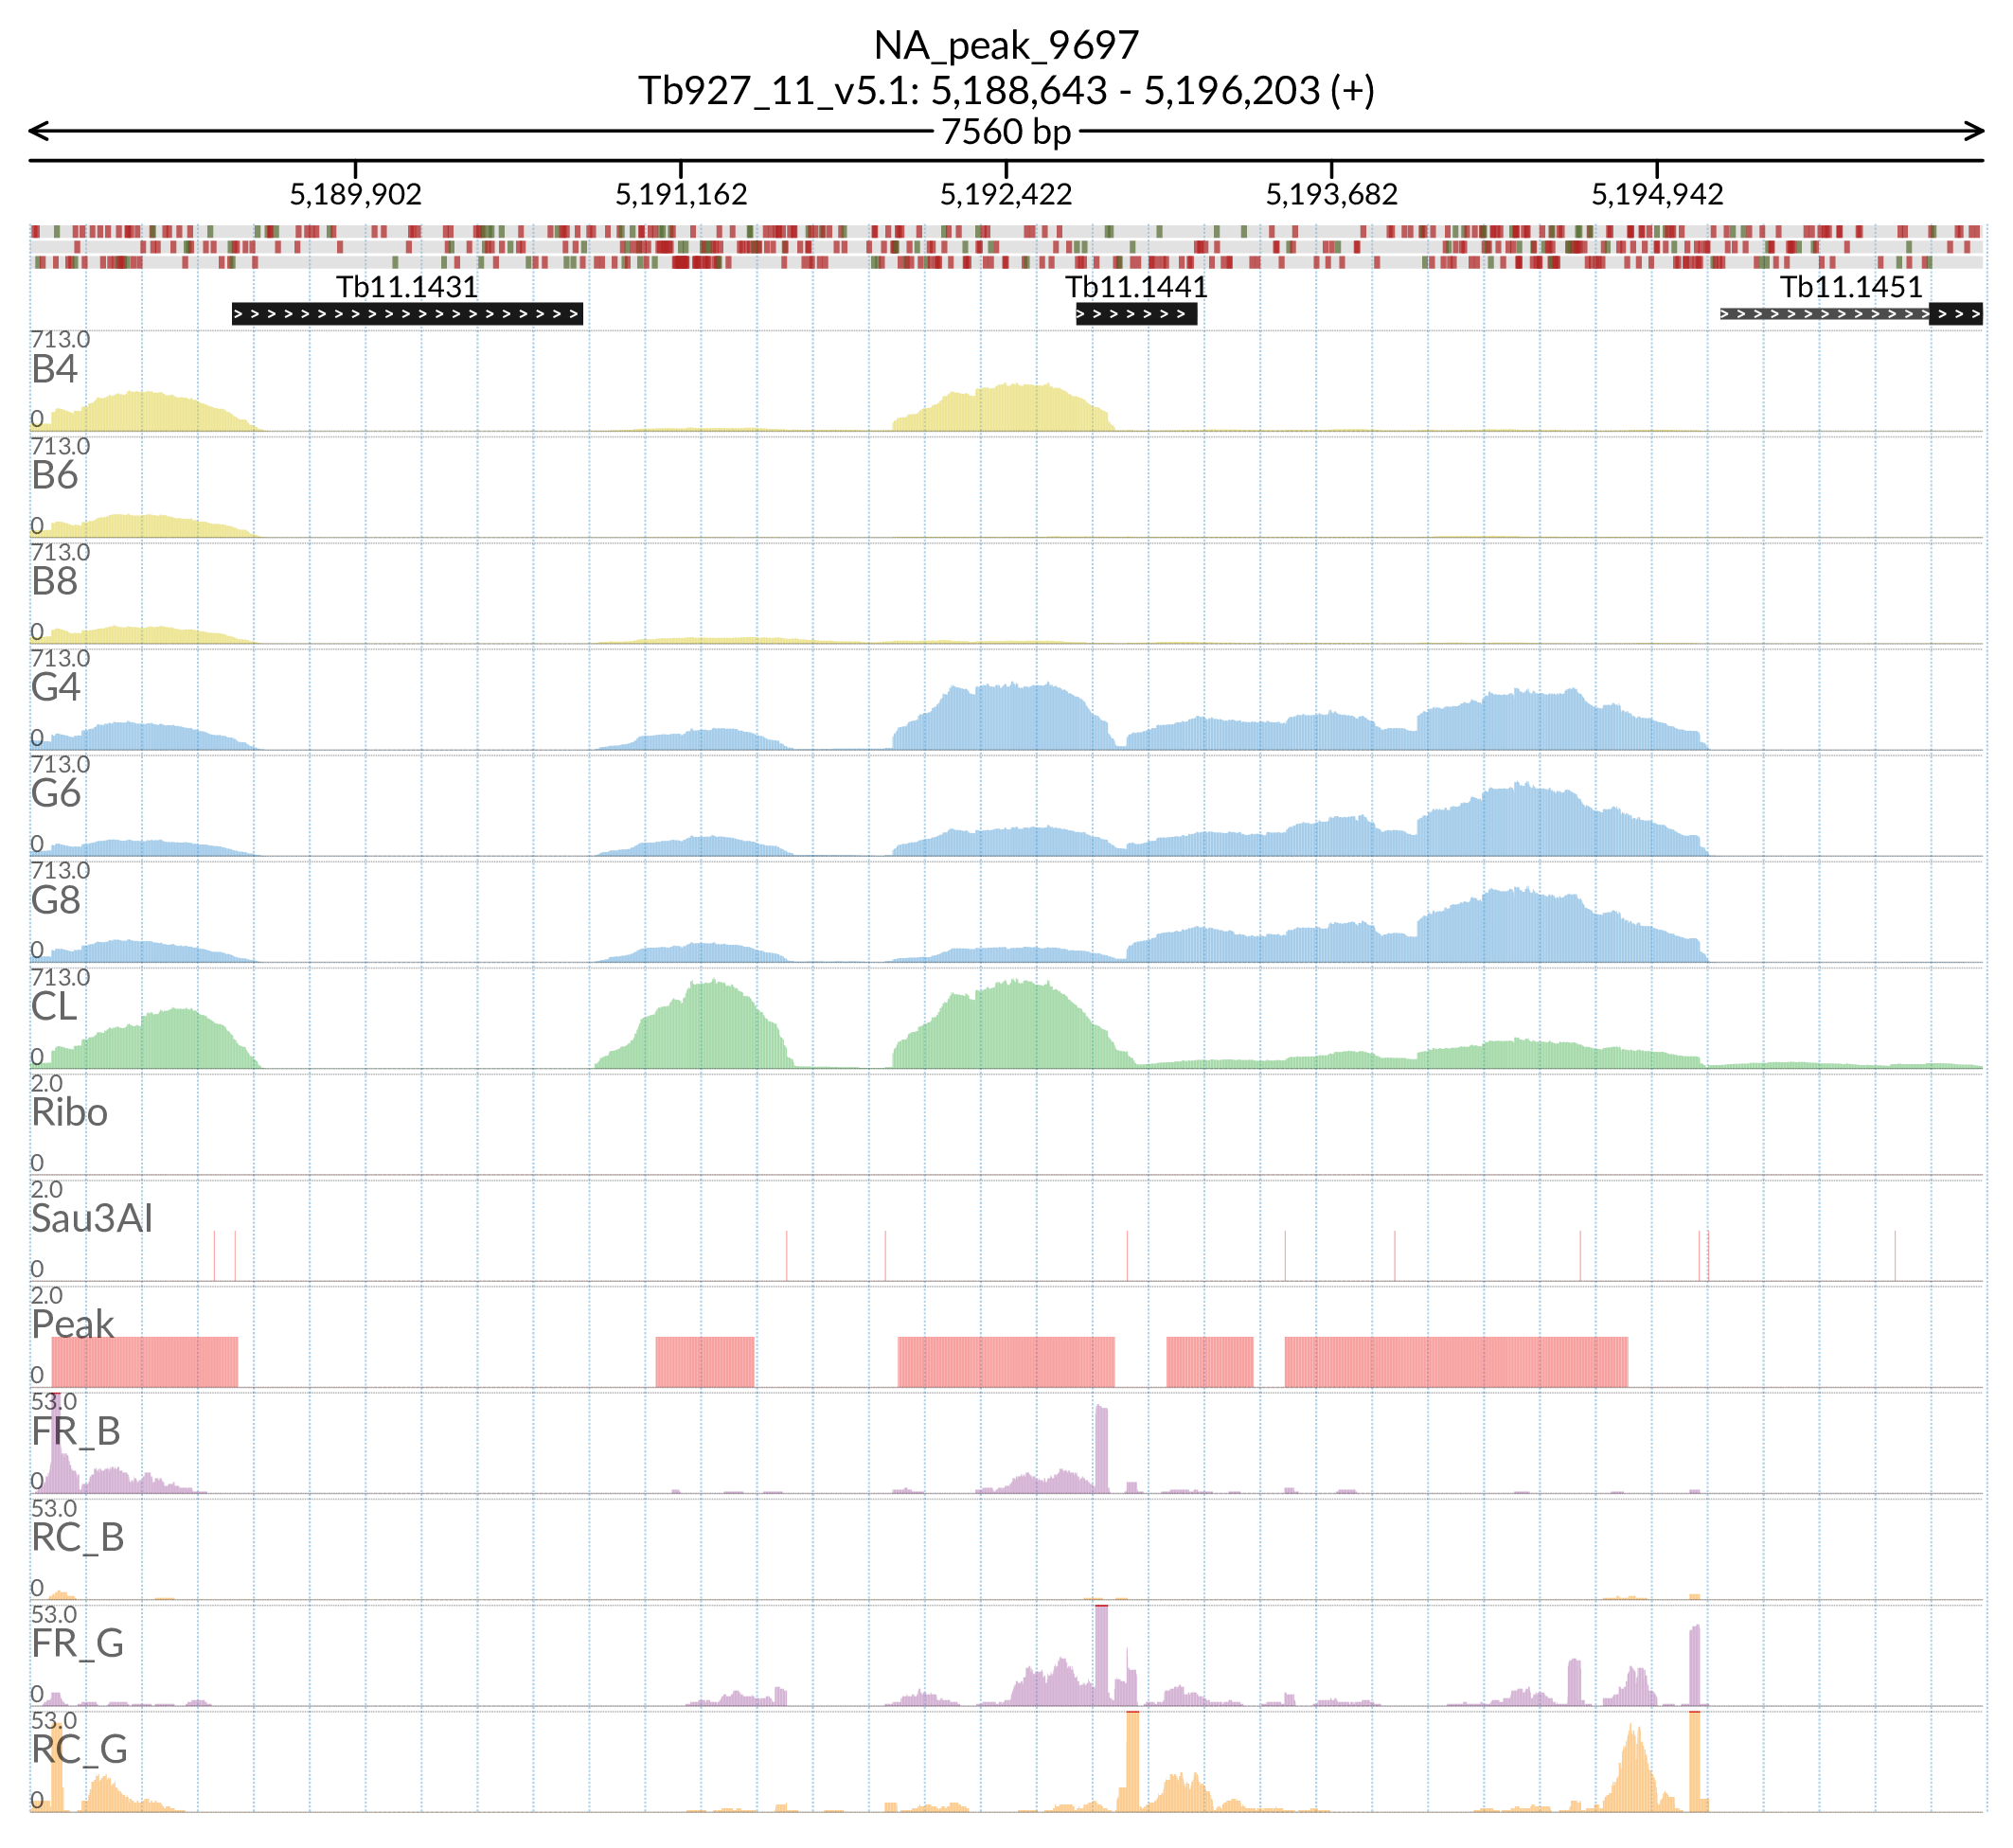 NA_peak_9697
Tb927_11_v5.1: 5,188,643 - 5,196,203 (+)
7560 bp
5,189,902 5,191,162 5,192,422 5,193,682 5,194,942
Tb11.1431 Tb11.1441 Tb11.1451
713.0
B4
0
713.0
B6
0
713.0
B8
0
713.0
G4
0
713.0
G6
0
713.0
G8
0
713.0
CL
0
2.0
Ribo
0
2.0
Sau3AI
0
2.0
Peak
0
53.0
FR_B
0
53.0
RC_B
0
53.0
FR_G
0
53.0
RC_G
0